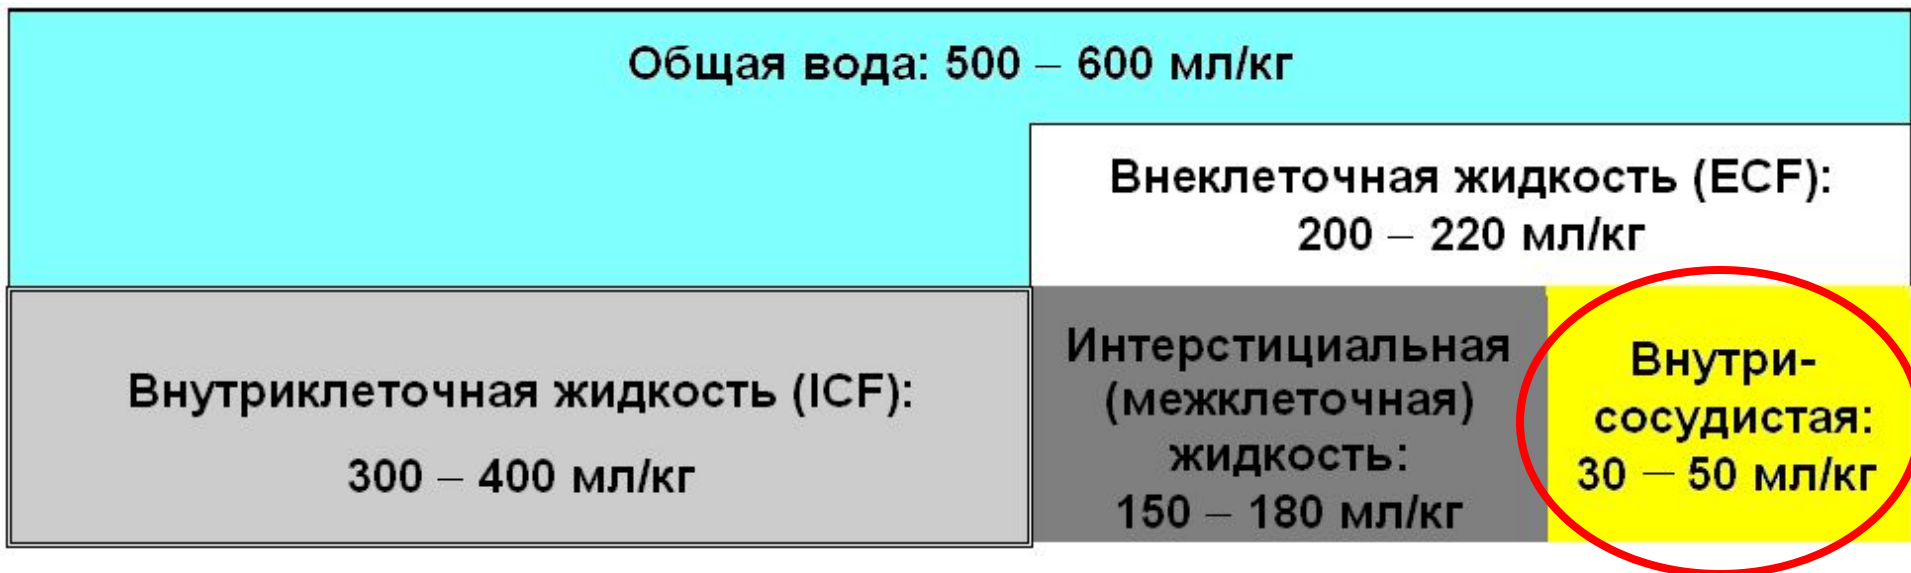 Общая вода: 500 – 600 мл/кг
Внеклеточная жидкость (ECF):
200 – 220 мл/кг
Внутриклеточная жидкость (ICF):
300 – 400 мл/кг
Интерстициальная
(межклеточная)
жидкость:
150 – 180 мл/кг
Внутри-
сосудистая:
30 – 50 мл/кг